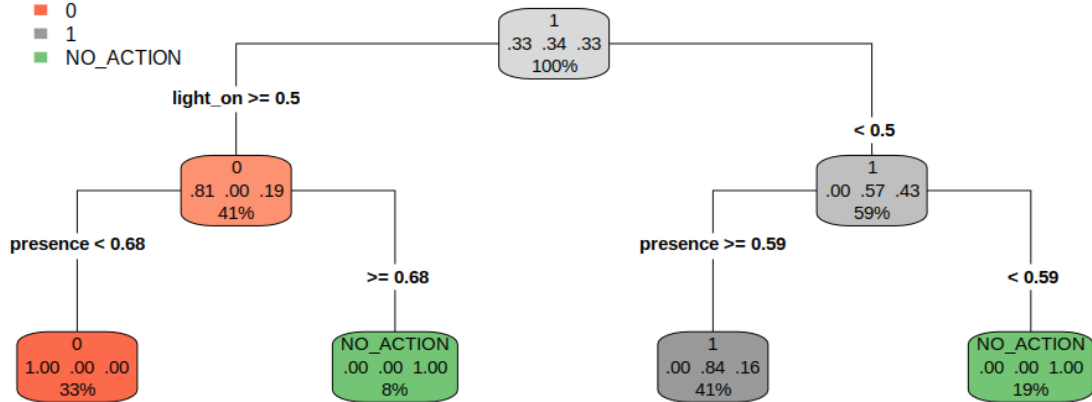 0
1
NO_ACTION
1
.33 .34 .33
100%
light_on >= 0.5
< 0.5
0
.81 .00 .19
41%
1
.00 .57 .43
59%
presence < 0.68
>= 0.68
presence >= 0.59
< 0.59
0
1.00 .00 .00
33%
NO_ACTION
.00 .00 1.00
8%
1
.00 .84 .16
41%
NO_ACTION
.00 .00 1.00
19%